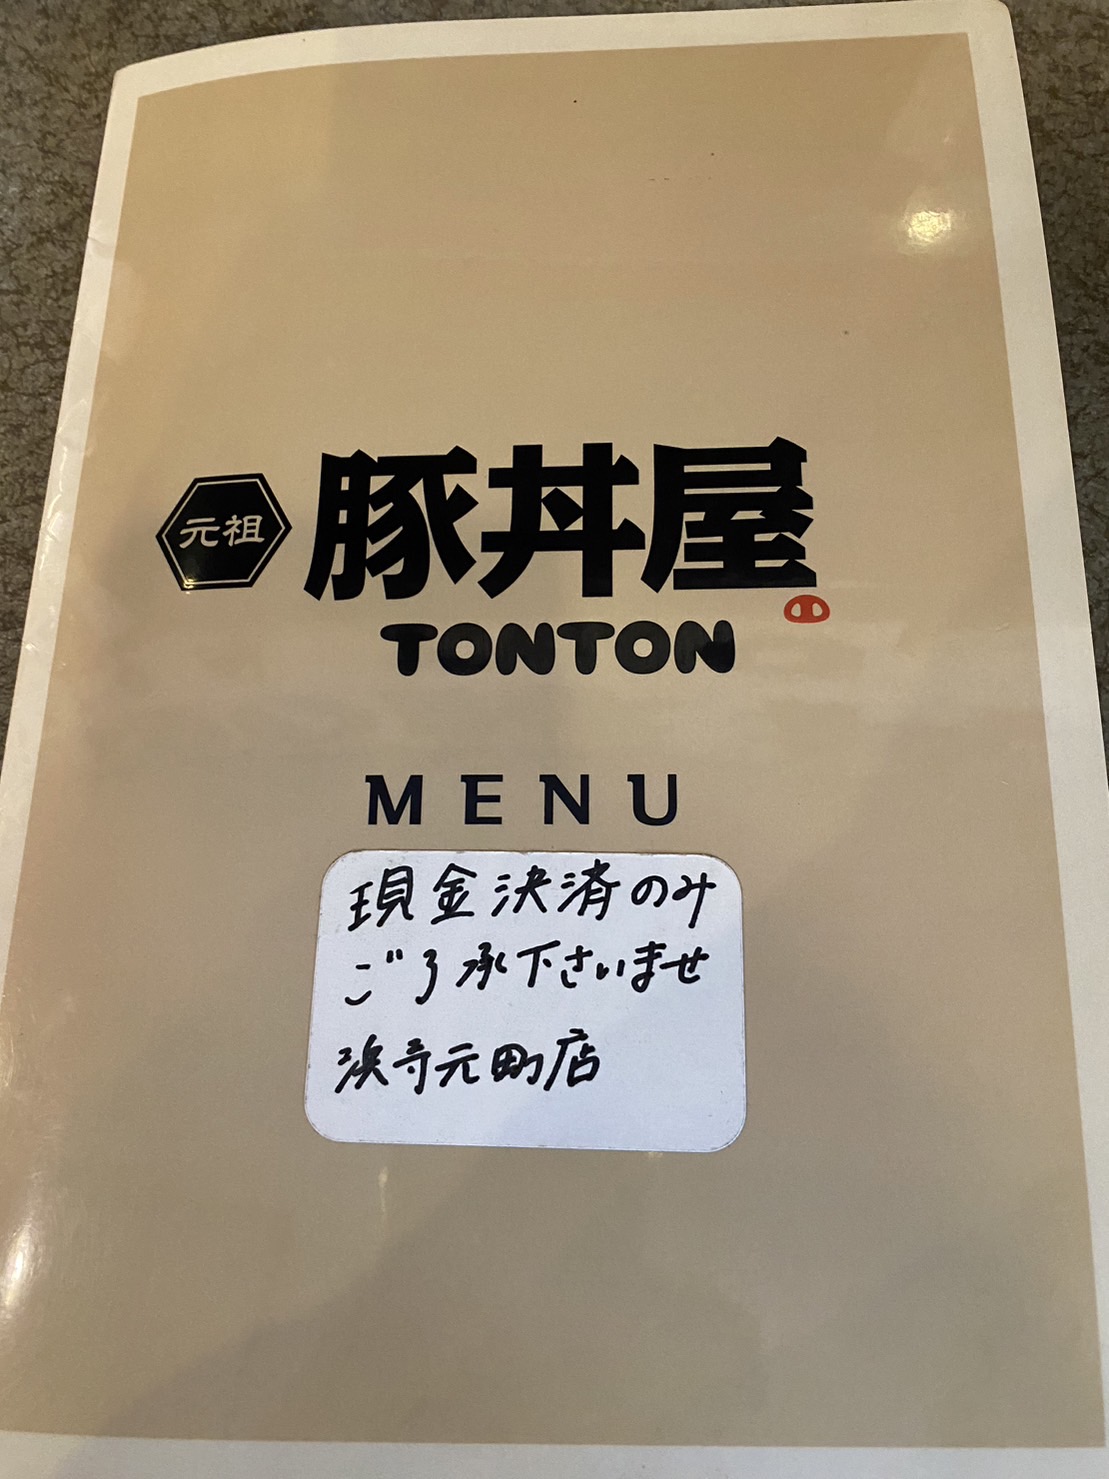 元祖 豚丼屋
TONTON
MENU
現金決済のみ
ご了承下さいませ
浜寺元町店